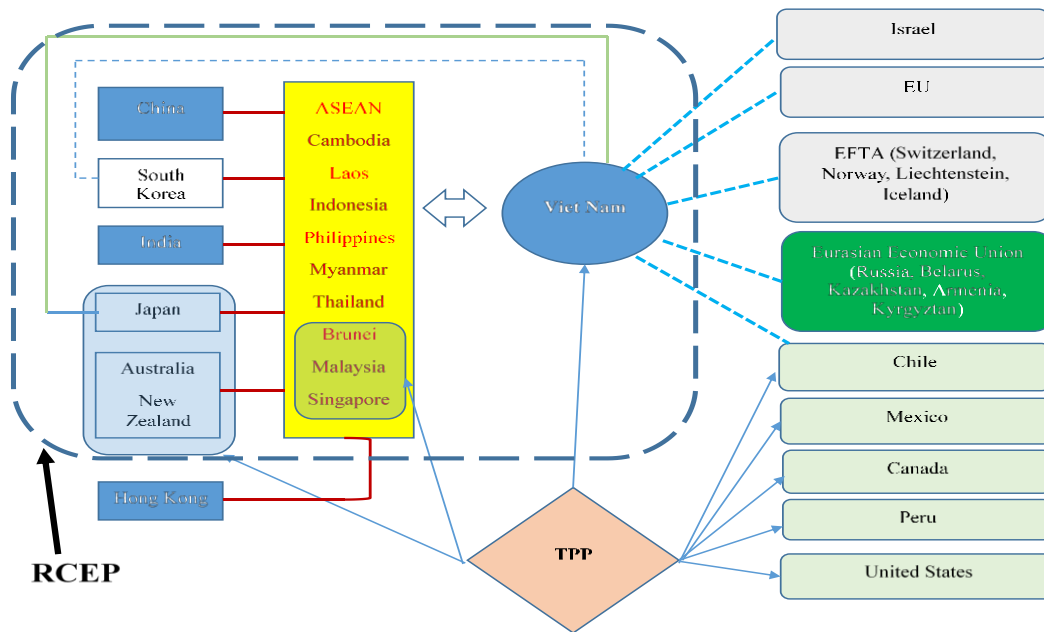 China
South
Korea
India
Japan
Australia
New
Zealand
Hong Kong
RCEP
ASEAN
Cambodia
Laos
Indonesia
Philippines
Myanmar
Thailand
Brunei
Malaysia
Singapore
Viet Nam
TPP
Israel
EU
EFTA (Switzerland,
Norway, Liechtenstein,
Iceland)
Eurasian Economic Union
(Russia, Belarus,
Kazakhstan, Armenia,
Kyrgyztan)
Chile
Mexico
Canada
Peru
United States